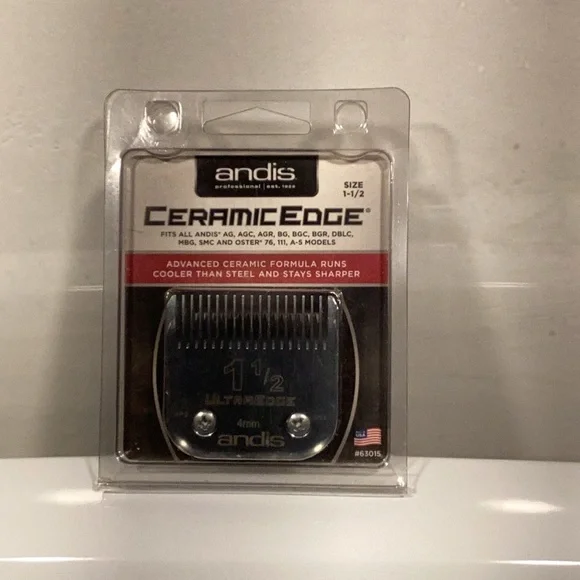 andis
professional | est. 1922
SIZE
1-1/2
CERAMICEDGE®
FITS ALL ANDIS® AG, AGC, AGR, BG, BGC, BGR, DBLC,
MBG, SMC AND OSTER® 76, 111, A-5 MODELS
ADVANCED CERAMIC FORMULA RUNS
COOLER THAN STEEL AND STAYS SHARPER
1 1/2
ULTRAEDGE
4mm
andis
#63015